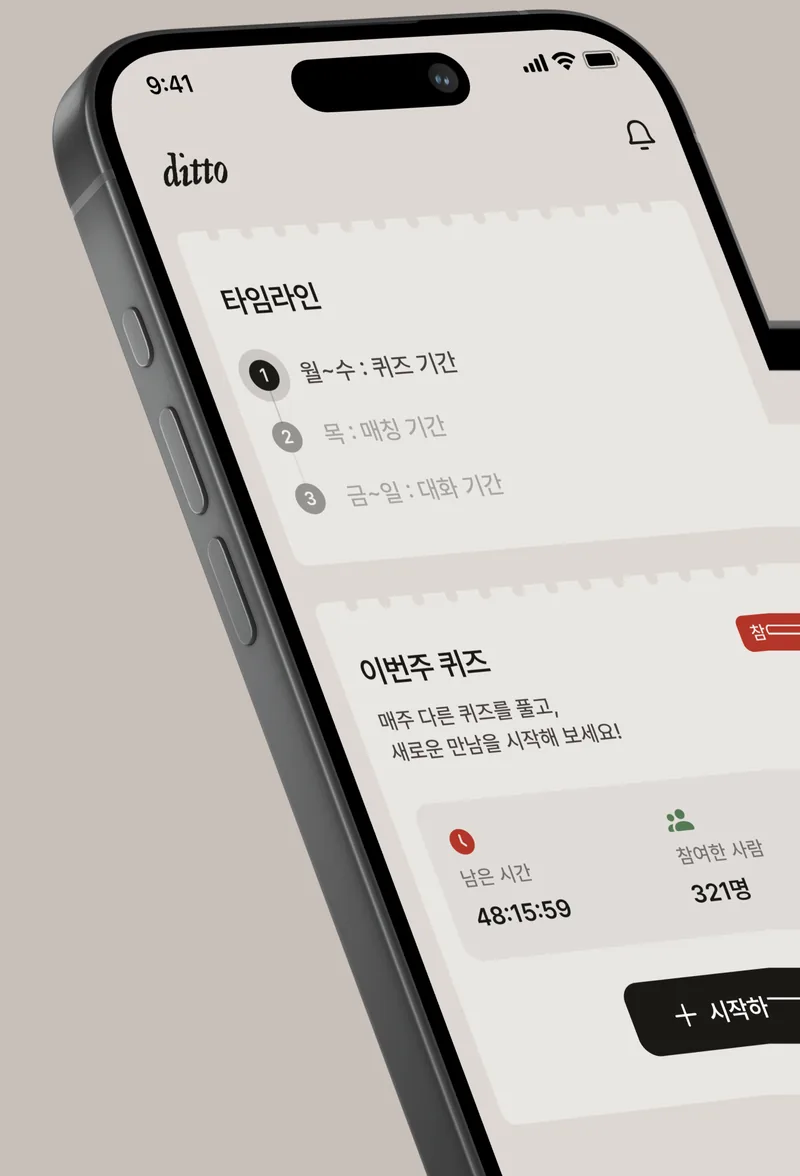 9:41
ditto
타임라인
1 월~수 : 퀴즈 기간
2 목 : 매칭 기간
3 금~일 : 대화 기간
이번주 퀴즈
참
매주 다른 퀴즈를 풀고,
새로운 만남을 시작해 보세요!
남은 시간
48:15:59
참여한 사람
321명
+ 시작하